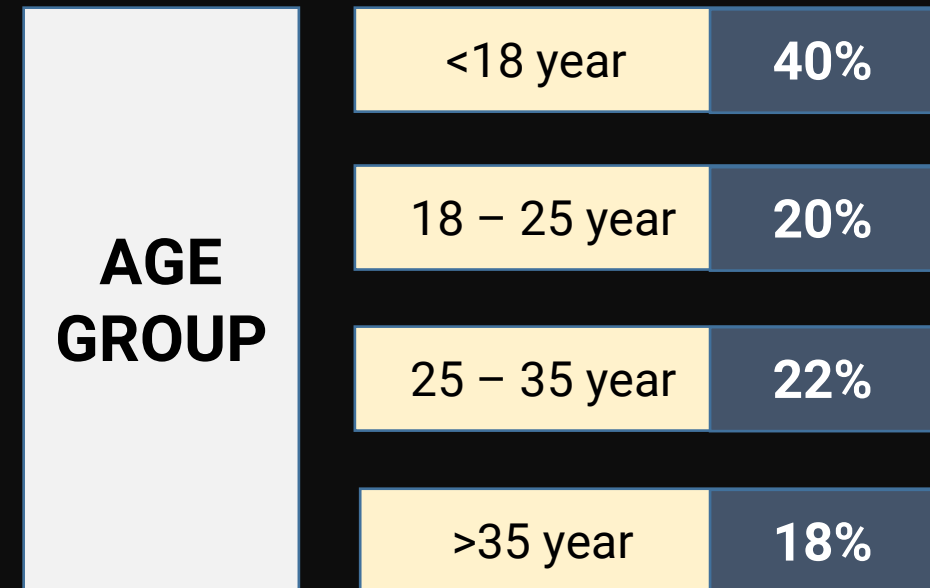 AGE
GROUP
<18 year 40%
18 – 25 year 20%
25 – 35 year 22%
>35 year 18%